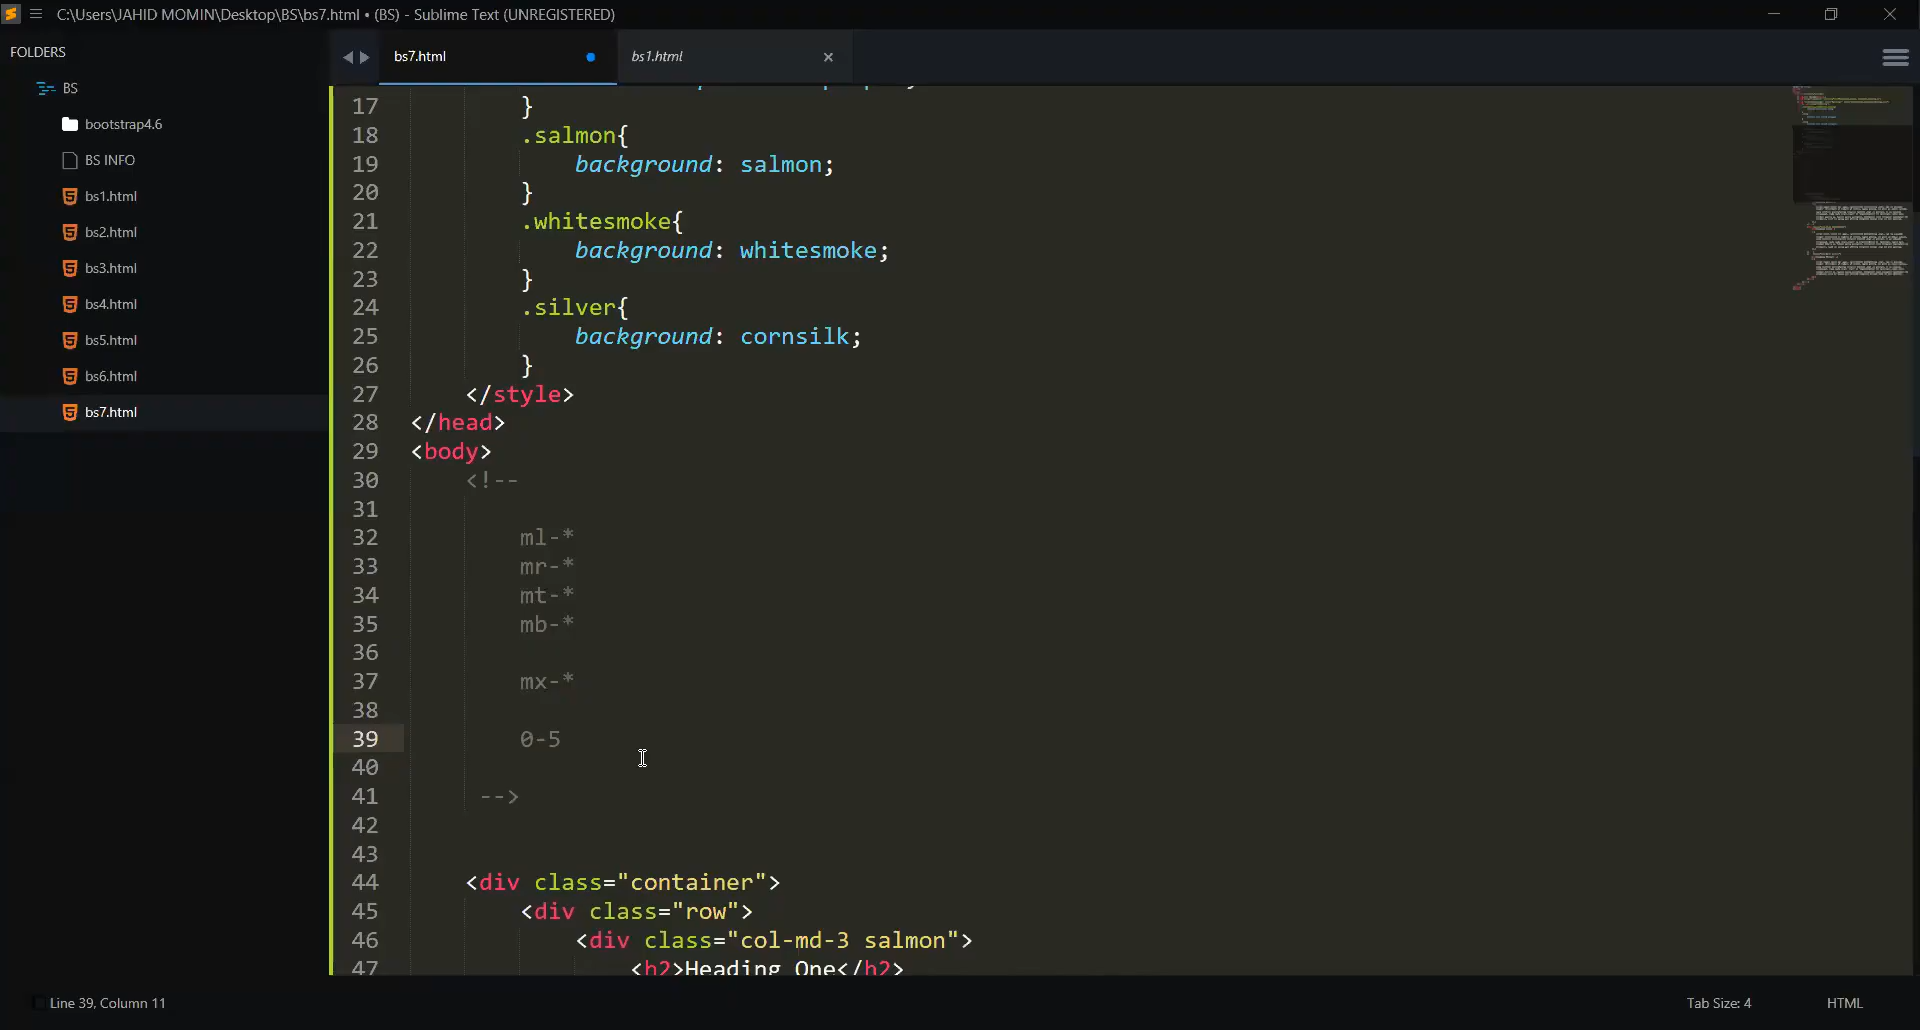 C:\Users\JAHID MOMIN\Desktop\BS\bs7.html • (BS) - Sublime Text (UNREGISTERED)
FOLDERS
BS
bootstrap4.6
BS INFO
bs1.html
bs2.html
bs3.html
bs4.html
bs5.html
bs6.html
bs7.html
bs7.html
bs1.html
17 }
18 .salmon{
19 background: salmon;
20 }
21 .whitesmoke{
22 background: whitesmoke;
23 }
24 .silver{
25 background: cornsilk;
26 }
27 </style>
28 </head>
29 <body>
30 <!--
31
32 ml-*
33 mr-*
34 mt-*
35 mb-*
36
37 mx-*
38
39 0-5
40
41 -->
42
43
44 <div class="container">
45 <div class="row">
46 <div class="col-md-3 salmon">
47 <h2>Heading One</h2>
Line 39, Column 11
Tab Size: 4
HTML